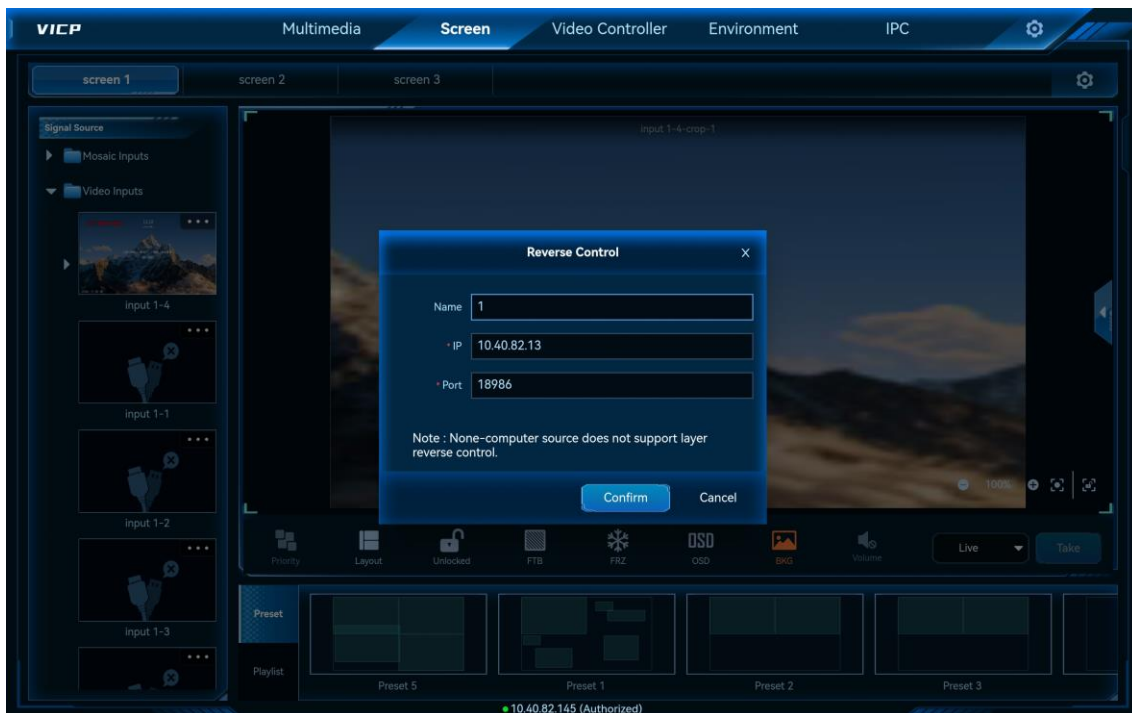 VICP
Multimedia
Screen
Video Controller
Environment
IPC
screen 1
screen 2
screen 3
Signal Source
Mosaic Inputs
Video Inputs
input 1-4
input 1-1
input 1-2
input 1-3
input 1-4-crop-1
Reverse Control
X
Name
1
* IP
10.40.82.13
* Port
18986
Note : None-computer source does not support layer
reverse control.
Confirm
Cancel
100%
Priority
Layout
Unlocked
FTB
FRZ
OSD
OSD
BKG
Volume
Live
Take
Preset
Playlist
Preset 5
Preset 1
Preset 2
Preset 3
10.40.82.145 (Authorized)